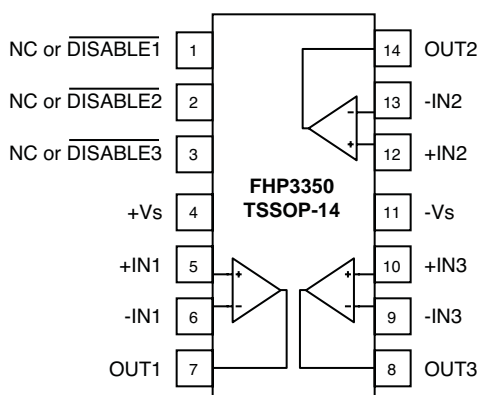 NC or DISABLE1 1 14 OUT2
NC or DISABLE2 2 13 -IN2
NC or DISABLE3 3 12 +IN2
FHP3350
TSSOP-14
+Vs 4 11 -Vs
+IN1 5 10 +IN3
-IN1 6 9 -IN3
OUT1 7 8 OUT3